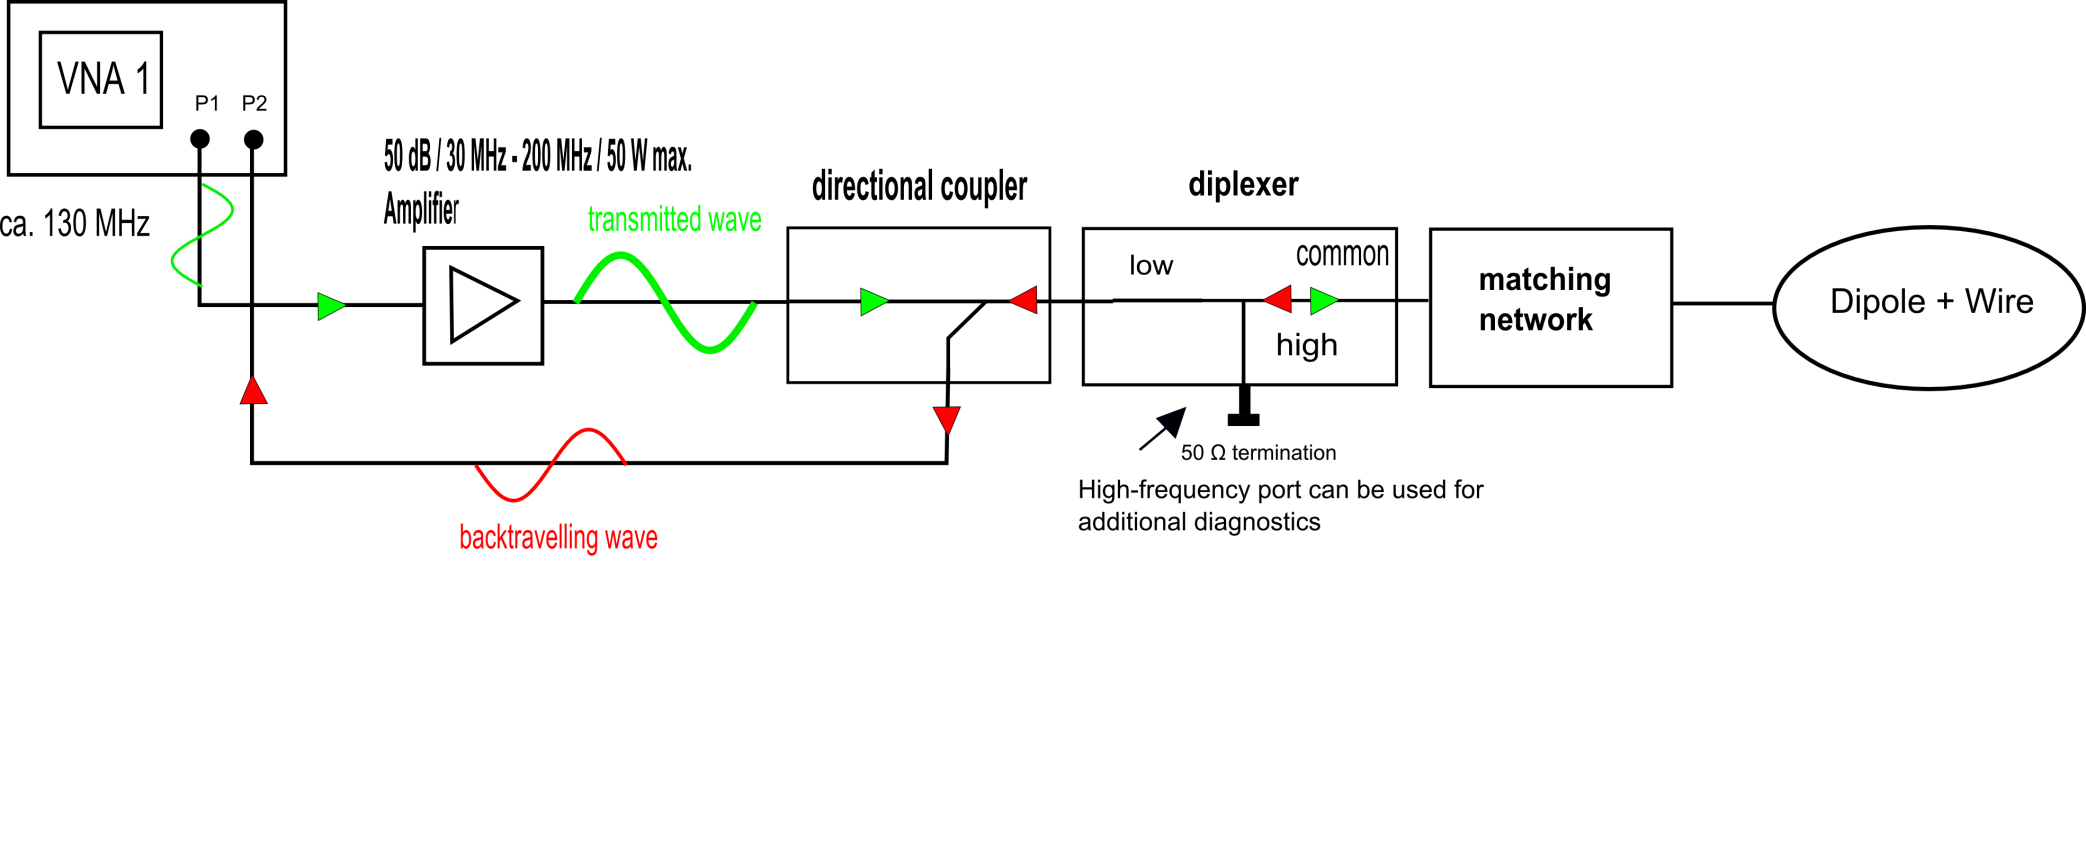 VNA 1
P1 P2
ca. 130 MHz
50 dB / 30 MHz - 200 MHz / 50 W max.
Amplifier
transmitted wave
directional coupler
diplexer
low
common
high
matching
network
Dipole + Wire
50 Ω termination
High-frequency port can be used for
additional diagnostics
backtravelling wave